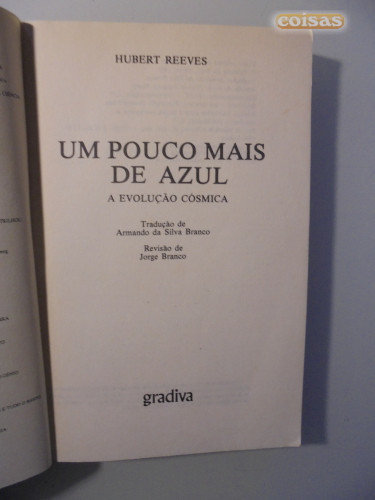 coisas
HUBERT REEVES
UM POUCO MAIS
DE AZUL
A EVOLUÇÃO CÓSMICA
Tradução de
Armando da Silva Branco
Revisão de
Jorge Branco
gradiva